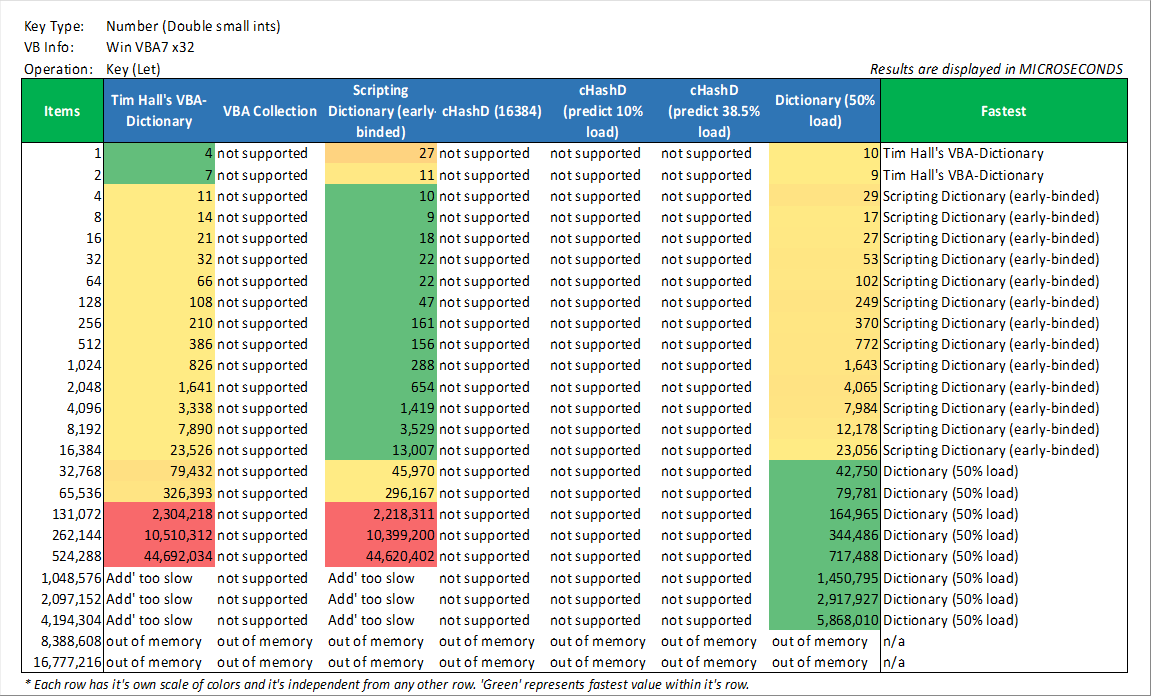 Key Type: Number (Double small ints)
VB Info: Win VBA7 x32
Operation: Key (Let) Results are displayed in MICROSECONDS
Items Tim Hall's VBA-Dictionary VBA Collection Scripting Dictionary (early-binded) cHashD (16384) cHashD (predict 10% load) cHashD (predict 38.5% load) Dictionary (50% load) Fastest
1 4 not supported 27 not supported not supported not supported 10 Tim Hall's VBA-Dictionary
2 7 not supported 11 not supported not supported not supported 9 Tim Hall's VBA-Dictionary
4 11 not supported 10 not supported not supported not supported 29 Scripting Dictionary (early-binded)
8 14 not supported 9 not supported not supported not supported 17 Scripting Dictionary (early-binded)
16 21 not supported 18 not supported not supported not supported 27 Scripting Dictionary (early-binded)
32 32 not supported 22 not supported not supported not supported 53 Scripting Dictionary (early-binded)
64 66 not supported 22 not supported not supported not supported 102 Scripting Dictionary (early-binded)
128 108 not supported 47 not supported not supported not supported 249 Scripting Dictionary (early-binded)
256 210 not supported 161 not supported not supported not supported 370 Scripting Dictionary (early-binded)
512 386 not supported 156 not supported not supported not supported 772 Scripting Dictionary (early-binded)
1,024 826 not supported 288 not supported not supported not supported 1,643 Scripting Dictionary (early-binded)
2,048 1,641 not supported 654 not supported not supported not supported 4,065 Scripting Dictionary (early-binded)
4,096 3,338 not supported 1,419 not supported not supported not supported 7,984 Scripting Dictionary (early-binded)
8,192 7,890 not supported 3,529 not supported not supported not supported 12,178 Scripting Dictionary (early-binded)
16,384 23,526 not supported 13,007 not supported not supported not supported 23,056 Scripting Dictionary (early-binded)
32,768 79,432 not supported 45,970 not supported not supported not supported 42,750 Dictionary (50% load)
65,536 326,393 not supported 296,167 not supported not supported not supported 79,781 Dictionary (50% load)
131,072 2,304,218 not supported 2,218,311 not supported not supported not supported 164,965 Dictionary (50% load)
262,144 10,510,312 not supported 10,399,200 not supported not supported not supported 344,486 Dictionary (50% load)
524,288 44,692,034 not supported 44,620,402 not supported not supported not supported 717,488 Dictionary (50% load)
1,048,576 Add' too slow not supported Add' too slow not supported not supported not supported 1,450,795 Dictionary (50% load)
2,097,152 Add' too slow not supported Add' too slow not supported not supported not supported 2,917,927 Dictionary (50% load)
4,194,304 Add' too slow not supported Add' too slow not supported not supported not supported 5,868,010 Dictionary (50% load)
8,388,608 out of memory out of memory out of memory out of memory out of memory out of memory out of memory n/a
16,777,216 out of memory out of memory out of memory out of memory out of memory out of memory out of memory n/a
* Each row has it's own scale of colors and it's independent from any other row. 'Green' represents fastest value within it's row.